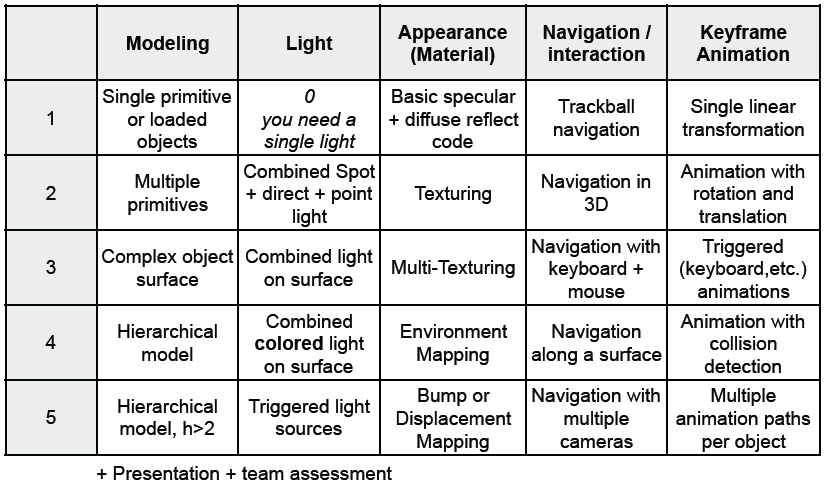 Modeling
Light
Appearance
(Material)
Navigation /
interaction
Keyframe
Animation
1
Single primitive
or loaded
objects
0
you need a
single light
Basic specular
+ diffuse reflect
code
Trackball
navigation
Single linear
transformation
2
Multiple
primitives
Combined Spot
+ direct + point
light
Texturing
Navigation in
3D
Animation with
rotation and
translation
3
Complex object
surface
Combined light
on surface
Multi-Texturing
Navigation with
keyboard +
mouse
Triggered
(keyboard,etc.)
animations
4
Hierarchical
model
Combined
colored light
on surface
Environment
Mapping
Navigation
along a surface
Animation with
collision
detection
5
Hierarchical
model, h>2
Triggered light
sources
Bump or
Displacement
Mapping
Navigation with
multiple
cameras
Multiple
animation paths
per object
+ Presentation + team assessment